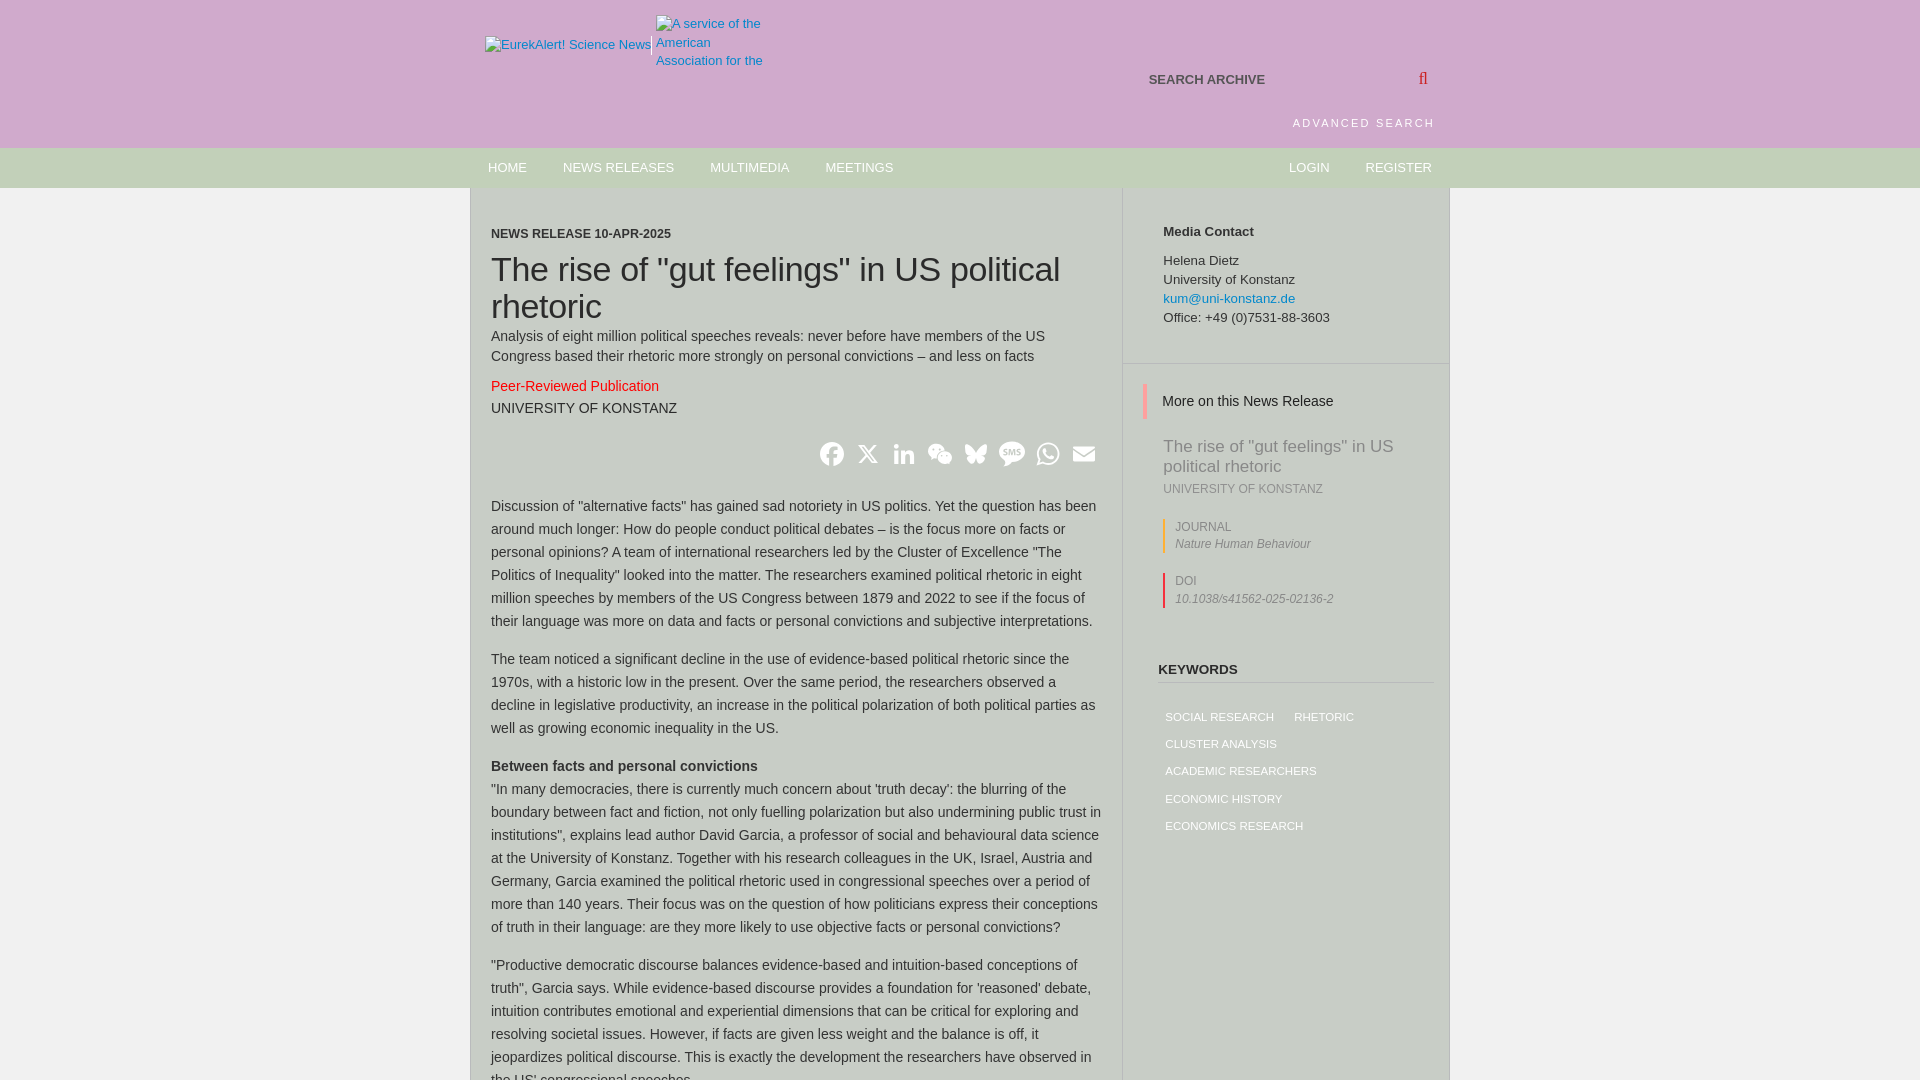 EurekAlert! Science News
A service of the
American
Association for the
SEARCH ARCHIVE
ADVANCED SEARCH
HOME NEWS RELEASES MULTIMEDIA MEETINGS LOGIN REGISTER
NEWS RELEASE 10-APR-2025
The rise of "gut feelings" in US political
rhetoric
Analysis of eight million political speeches reveals: never before have members of the US
Congress based their rhetoric more strongly on personal convictions – and less on facts
Peer-Reviewed Publication
UNIVERSITY OF KONSTANZ
SMS
Discussion of "alternative facts" has gained sad notoriety in US politics. Yet the question has been
around much longer: How do people conduct political debates – is the focus more on facts or
personal opinions? A team of international researchers led by the Cluster of Excellence "The
Politics of Inequality" looked into the matter. The researchers examined political rhetoric in eight
million speeches by members of the US Congress between 1879 and 2022 to see if the focus of
their language was more on data and facts or personal convictions and subjective interpretations.
The team noticed a significant decline in the use of evidence-based political rhetoric since the
1970s, with a historic low in the present. Over the same period, the researchers observed a
decline in legislative productivity, an increase in the political polarization of both political parties as
well as growing economic inequality in the US.
Between facts and personal convictions
"In many democracies, there is currently much concern about 'truth decay': the blurring of the
boundary between fact and fiction, not only fuelling polarization but also undermining public trust in
institutions", explains lead author David Garcia, a professor of social and behavioural data science
at the University of Konstanz. Together with his research colleagues in the UK, Israel, Austria and
Germany, Garcia examined the political rhetoric used in congressional speeches over a period of
more than 140 years. Their focus was on the question of how politicians express their conceptions
of truth in their language: are they more likely to use objective facts or personal convictions?
"Productive democratic discourse balances evidence-based and intuition-based conceptions of
truth", Garcia says. While evidence-based discourse provides a foundation for 'reasoned' debate,
intuition contributes emotional and experiential dimensions that can be critical for exploring and
resolving societal issues. However, if facts are given less weight and the balance is off, it
jeopardizes political discourse. This is exactly the development the researchers have observed in
the US' congressional speeches.
Media Contact
Helena Dietz
University of Konstanz
kum@uni-konstanz.de
Office: +49 (0)7531-88-3603
More on this News Release
The rise of "gut feelings" in US
political rhetoric
UNIVERSITY OF KONSTANZ
JOURNAL
Nature Human Behaviour
DOI
10.1038/s41562-025-02136-2
KEYWORDS
SOCIAL RESEARCH RHETORIC
CLUSTER ANALYSIS
ACADEMIC RESEARCHERS
ECONOMIC HISTORY
ECONOMICS RESEARCH